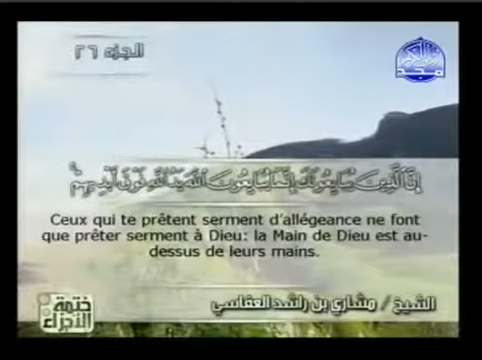 الجزء ٢٦
مجد
إِنَّ الَّذِينَ يُبَايِعُونَكَ إِنَّمَا يُبَايِعُونَ اللَّهَ يَدُ اللَّهِ فَوْقَ أَيْدِيهِمْ
Ceux qui te prêtent serment d'allégeance ne font
que prêter serment à Dieu: la Main de Dieu est au-
dessus de leurs mains.
الشيخ / مشاري بن راشد العفاسي
ختمة
الأجزاء